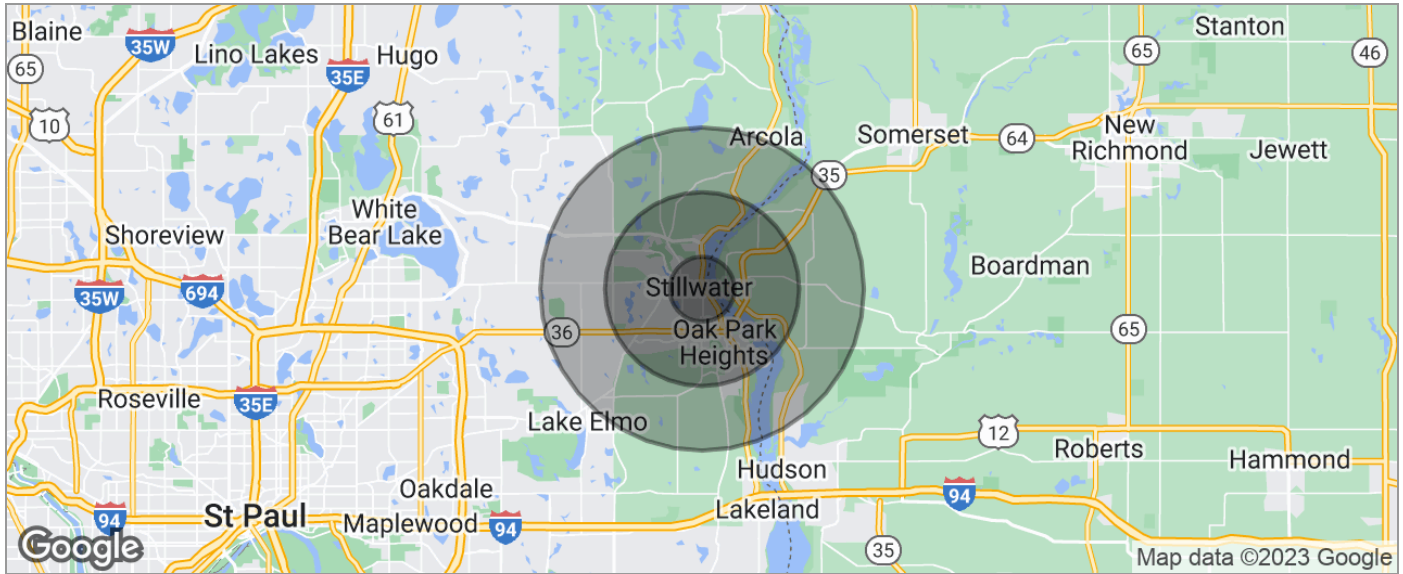 Blaine
35W
Lino Lakes
Hugo
Stanton
65
35E
65
46
10
61
Arcola
Somerset
64
New
Richmond
Jewett
35
White
Bear Lake
Shoreview
Boardman
35W
694
Stillwater
36
Oak Park
Heights
65
Roseville
35E
Lake Elmo
12
Roberts
Hammond
Hudson
Oakdale
94
94
St Paul
Maplewood
94
Lakeland
35
Google
Map data ©2023 Google